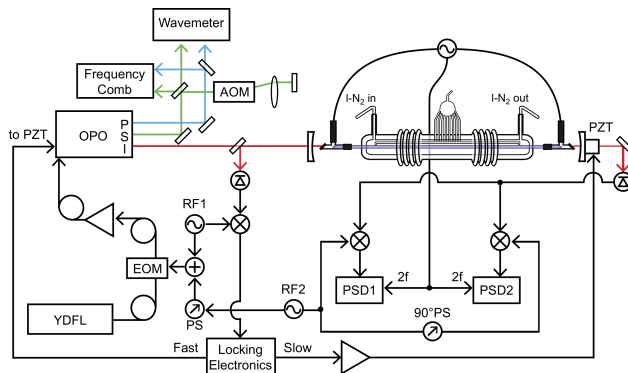 Wavemeter
Frequency
Comb
AOM
l-N2 in
l-N2 out
PZT
to PZT
OPO
P
S
I
RF1
RF2
EOM
PS
YDFL
2f
2f
PSD1
PSD2
90°PS
Fast
Locking
Electronics
Slow